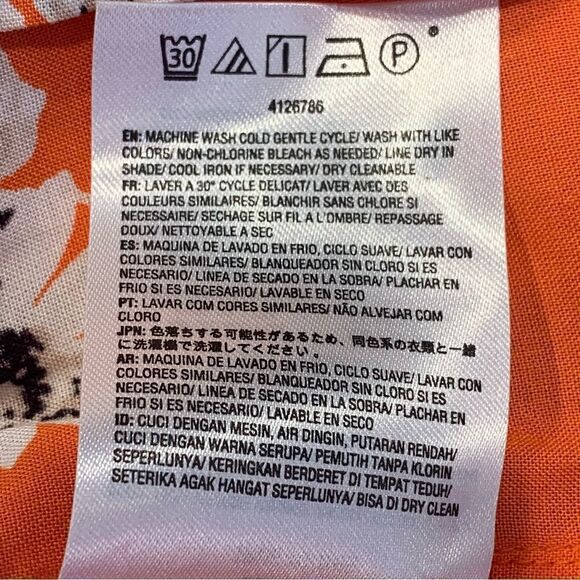 30 P
4126786
EN: MACHINE WASH COLD GENTLE CYCLE/ WASH WITH LIKE
COLORS/ NON-CHLORINE BLEACH AS NEEDED/ LINE DRY IN
SHADE/ COOL IRON IF NECESSARY/ DRY CLEANABLE
FR: LAVER A 30° CYCLE DELICAT/ LAVER AVEC DES
COULEURS SIMILAIRES/ BLANCHIR SANS CHLORE SI
NECESSAIRE/ SECHAGE SUR FIL A L'OMBRE/ REPASSAGE
DOUX/ NETTOYABLE A SEC
ES: MAQUINA DE LAVADO EN FRIO, CICLO SUAVE/ LAVAR CON
COLORES SIMILARES/ BLANQUEADOR SIN CLORO SI ES
NECESARIO/ LINEA DE SECADO EN LA SOBRA/ PLACHAR EN
FRIO SI ES NECESARIO/ LAVABLE EN SECO
PT: LAVAR COM CORES SIMILARES/ NÃO ALVEJAR COM
CLORO
JPN: 色落ちする可能性があるため、同色系の衣類と一緒
に洗濯機で洗濯してください。
AR: MAQUINA DE LAVADO EN FRIO, CICLO SUAVE/ LAVAR CON
COLORES SIMILARES/ BLANQUEADOR SIN CLORO SI ES
NECESARIO/ LINEA DE SECADO EN LA SOBRA/ PLACHAR EN
FRIO SI ES NECESARIO/ LAVABLE EN SECO
ID: CUCI DENGAN MESIN, AIR DINGIN, PUTARAN RENDAH/
CUCI DENGAN WARNA SERUPA/ PEMUTIH TANPA KLORIN
SEPERLUNYA/ KERINGKAN BERDERET DI TEMPAT TEDUH/
SETERIKA AGAK HANGAT SEPERLUNYA/ BISA DI DRY CLEAN